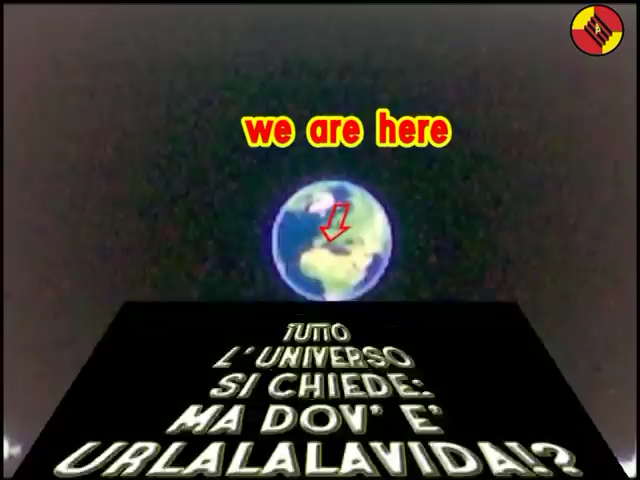 we are here
TUTTO
L' UNIVERSO
SI CHIEDE:
MA DOV' E'
URLALALAVIDA!?